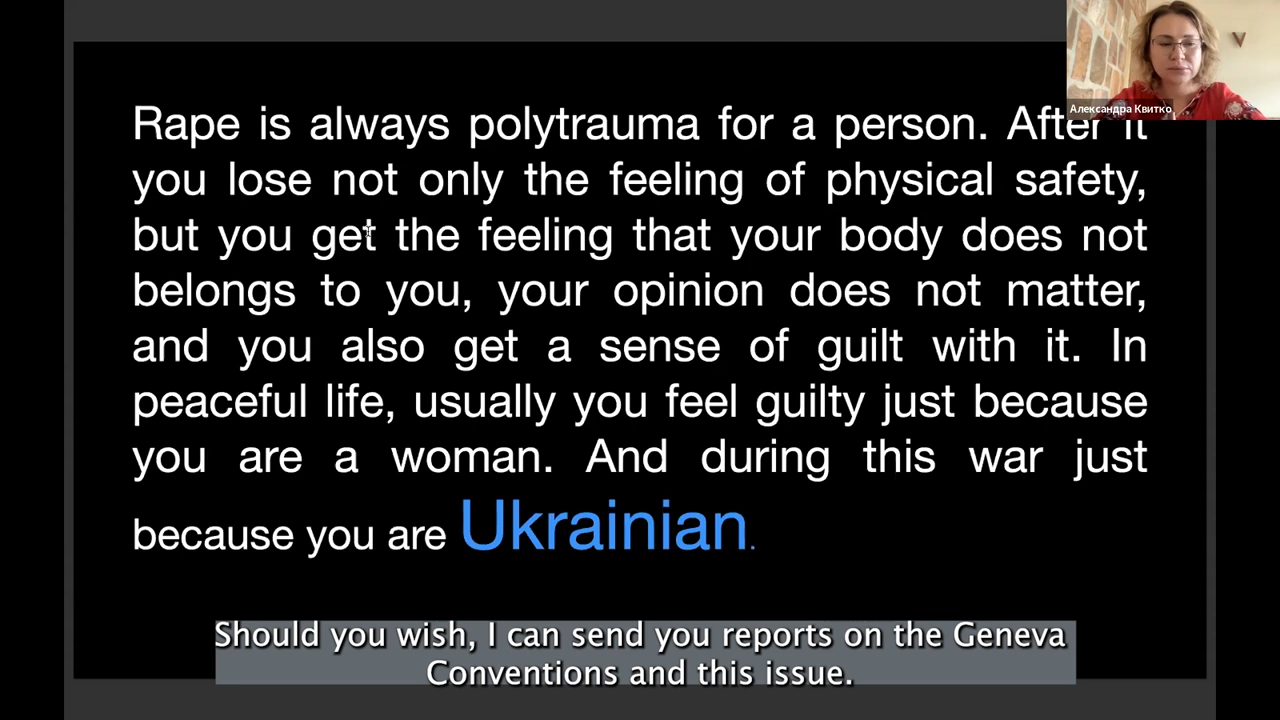 Александра Квитко
Rape is always polytrauma for a person. After it
you lose not only the feeling of physical safety,
but you get the feeling that your body does not
belongs to you, your opinion does not matter,
and you also get a sense of guilt with it. In
peaceful life, usually you feel guilty just because
you are a woman. And during this war just
because you are Ukrainian.
Should you wish, I can send you reports on the Geneva
Conventions and this issue.